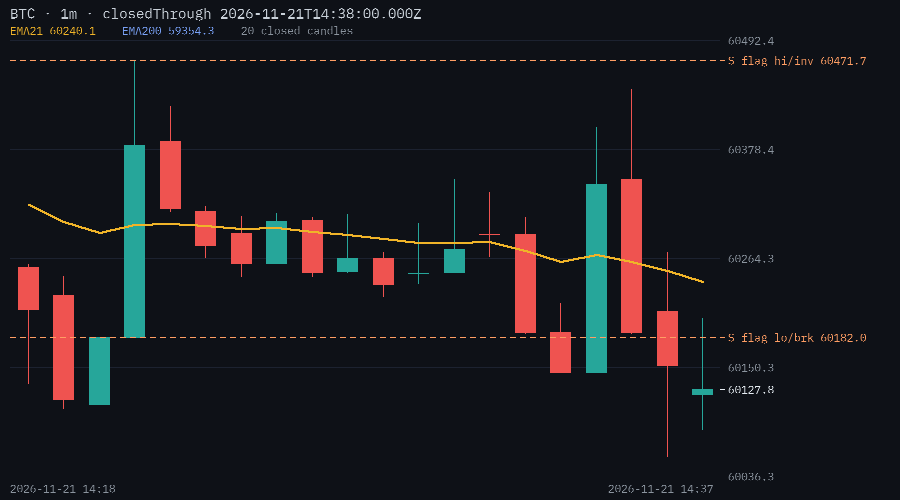 BTC · 1m · closedThrough 2026-11-21T14:38:00.000Z
EMA21 60240.1 EMA200 59354.3 20 closed candles
60492.4
S flag hi/inv 60471.7
60378.4
60264.3
S flag lo/brk 60182.0
60150.3
60127.8
60036.3
2026-11-21 14:18 2026-11-21 14:37